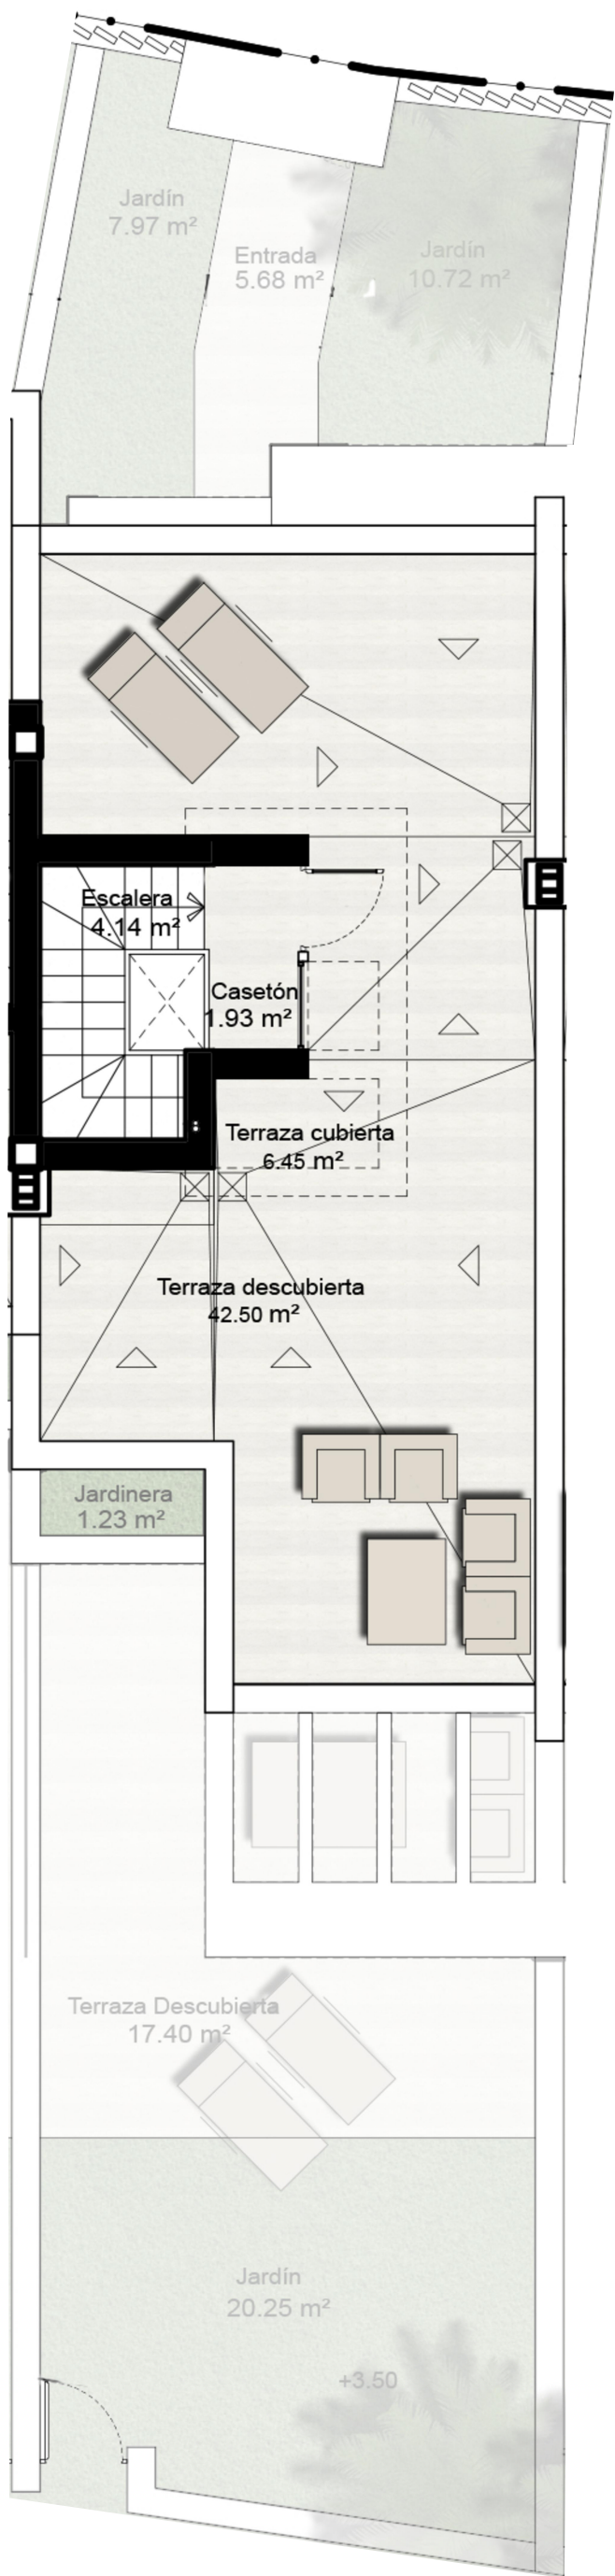 Jardín
7.97 m²
Entrada
5.68 m²
Jardín
10.72 m²
Escalera
4.14 m²
Casetón
1.93 m²
Terraza cubierta
6.45 m²
Terraza descubierta
42.50 m²
Jardinera
1.23 m²
Terraza Descubierta
17.40 m²
Jardín
20.25 m²
+3.50